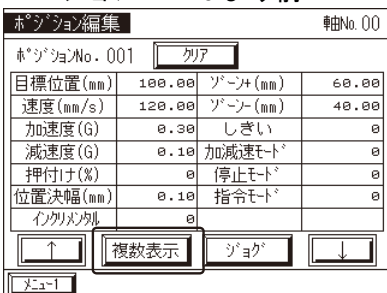 ﾎﾟｼﾞｼｮﾝ編集 軸No.00
ﾎﾟｼﾞｼｮﾝNo. 001 ｸﾘｱ
目標位置(mm) 100.00 ｿﾞｰﾝ+(mm) 60.00
速度(mm/s) 120.00 ｿﾞｰﾝｰ(mm) 40.00
加速度(G) 0.30 しきい 0
減速度(G) 0.10 加減速ﾓｰﾄﾞ 0
押付け(%) 0 停止ﾓｰﾄﾞ 0
位置決幅(mm) 0.10 指令ﾓｰﾄﾞ 0
ｲﾝｸﾘﾒﾝﾀﾙ 0
↑ 複数表示 ｼﾞｮｸﾞ ↓
ﾒﾆｭｰ1